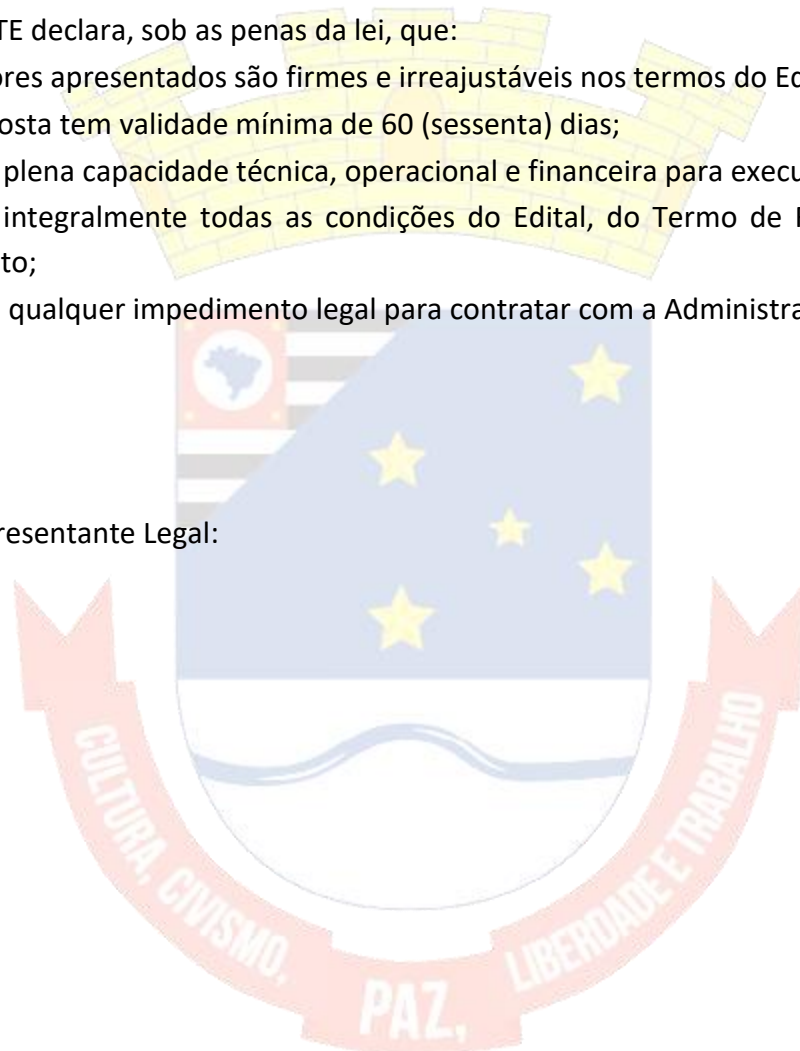 TE declara, sob as penas da lei, que:
ores apresentados são firmes e irreajustáveis nos termos do Ed
osta tem validade mínima de 60 (sessenta) dias;
plena capacidade técnica, operacional e financeira para execu
integralmente todas as condições do Edital, do Termo de
to;
qualquer impedimento legal para contratar com a Administra
resentante Legal:
CULTURA, CIVISMO,
PAZ,
LIBERDADE E TRABALHO